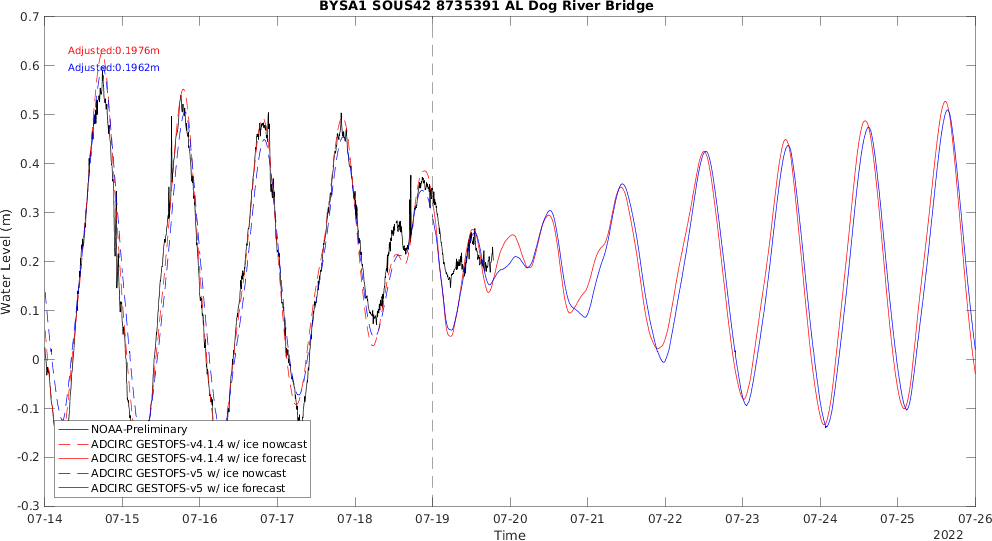 BYSA1 SOUS42 8735391 AL Dog River Bridge
Adjusted:0.1976m
Adjusted:0.1962m
Water Level (m)
0.7
0.6
0.5
0.4
0.3
0.2
0.1
0
-0.1
-0.2
-0.3
NOAA-Preliminary
ADCIRC GESTOFS-v4.1.4 w/ ice nowcast
ADCIRC GESTOFS-v4.1.4 w/ ice forecast
ADCIRC GESTOFS-v5 w/ ice nowcast
ADCIRC GESTOFS-v5 w/ ice forecast
07-14 07-15 07-16 07-17 07-18 07-19 07-20 07-21 07-22 07-23 07-24 07-25 07-26
Time
2022